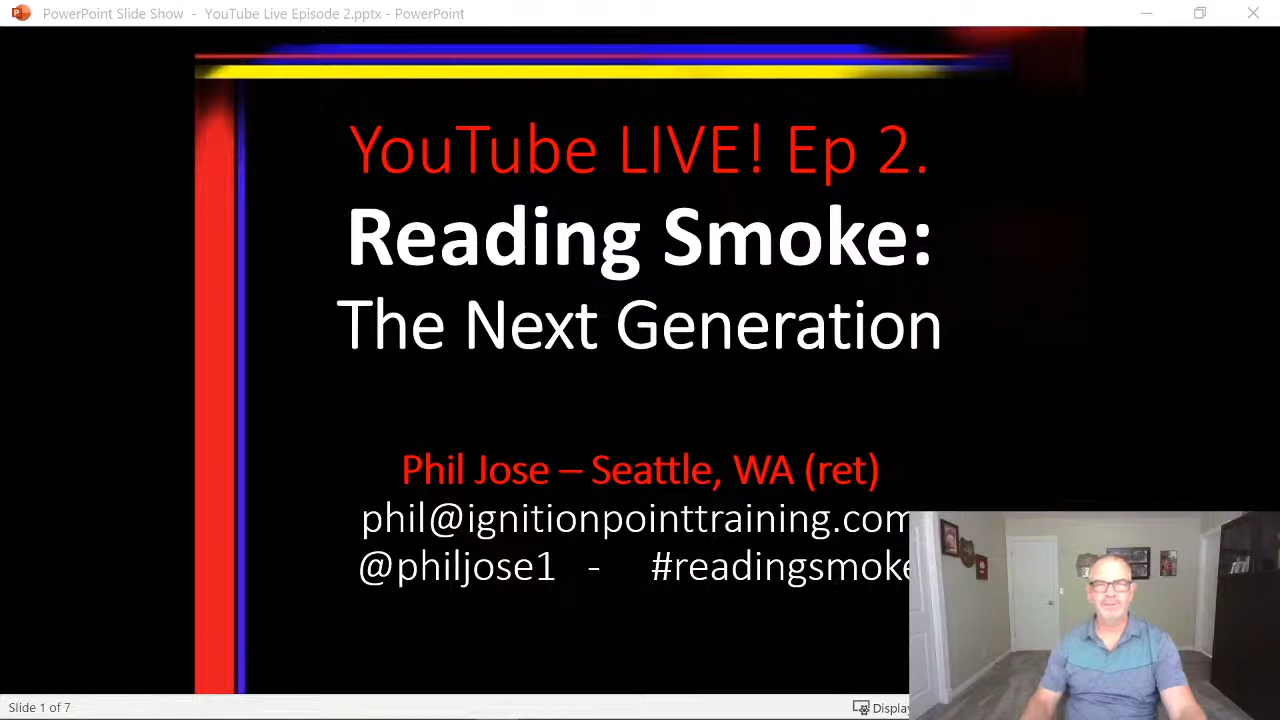 PowerPoint Slide Show - YouTube Live Episode 2.pptx - PowerPoint
YouTube LIVE! Ep 2.
Reading Smoke:
The Next Generation
Phil Jose – Seattle, WA (ret)
phil@ignitionpointtraining.com
@philjose1 - #readingsmoke
Slide 1 of 7
Display